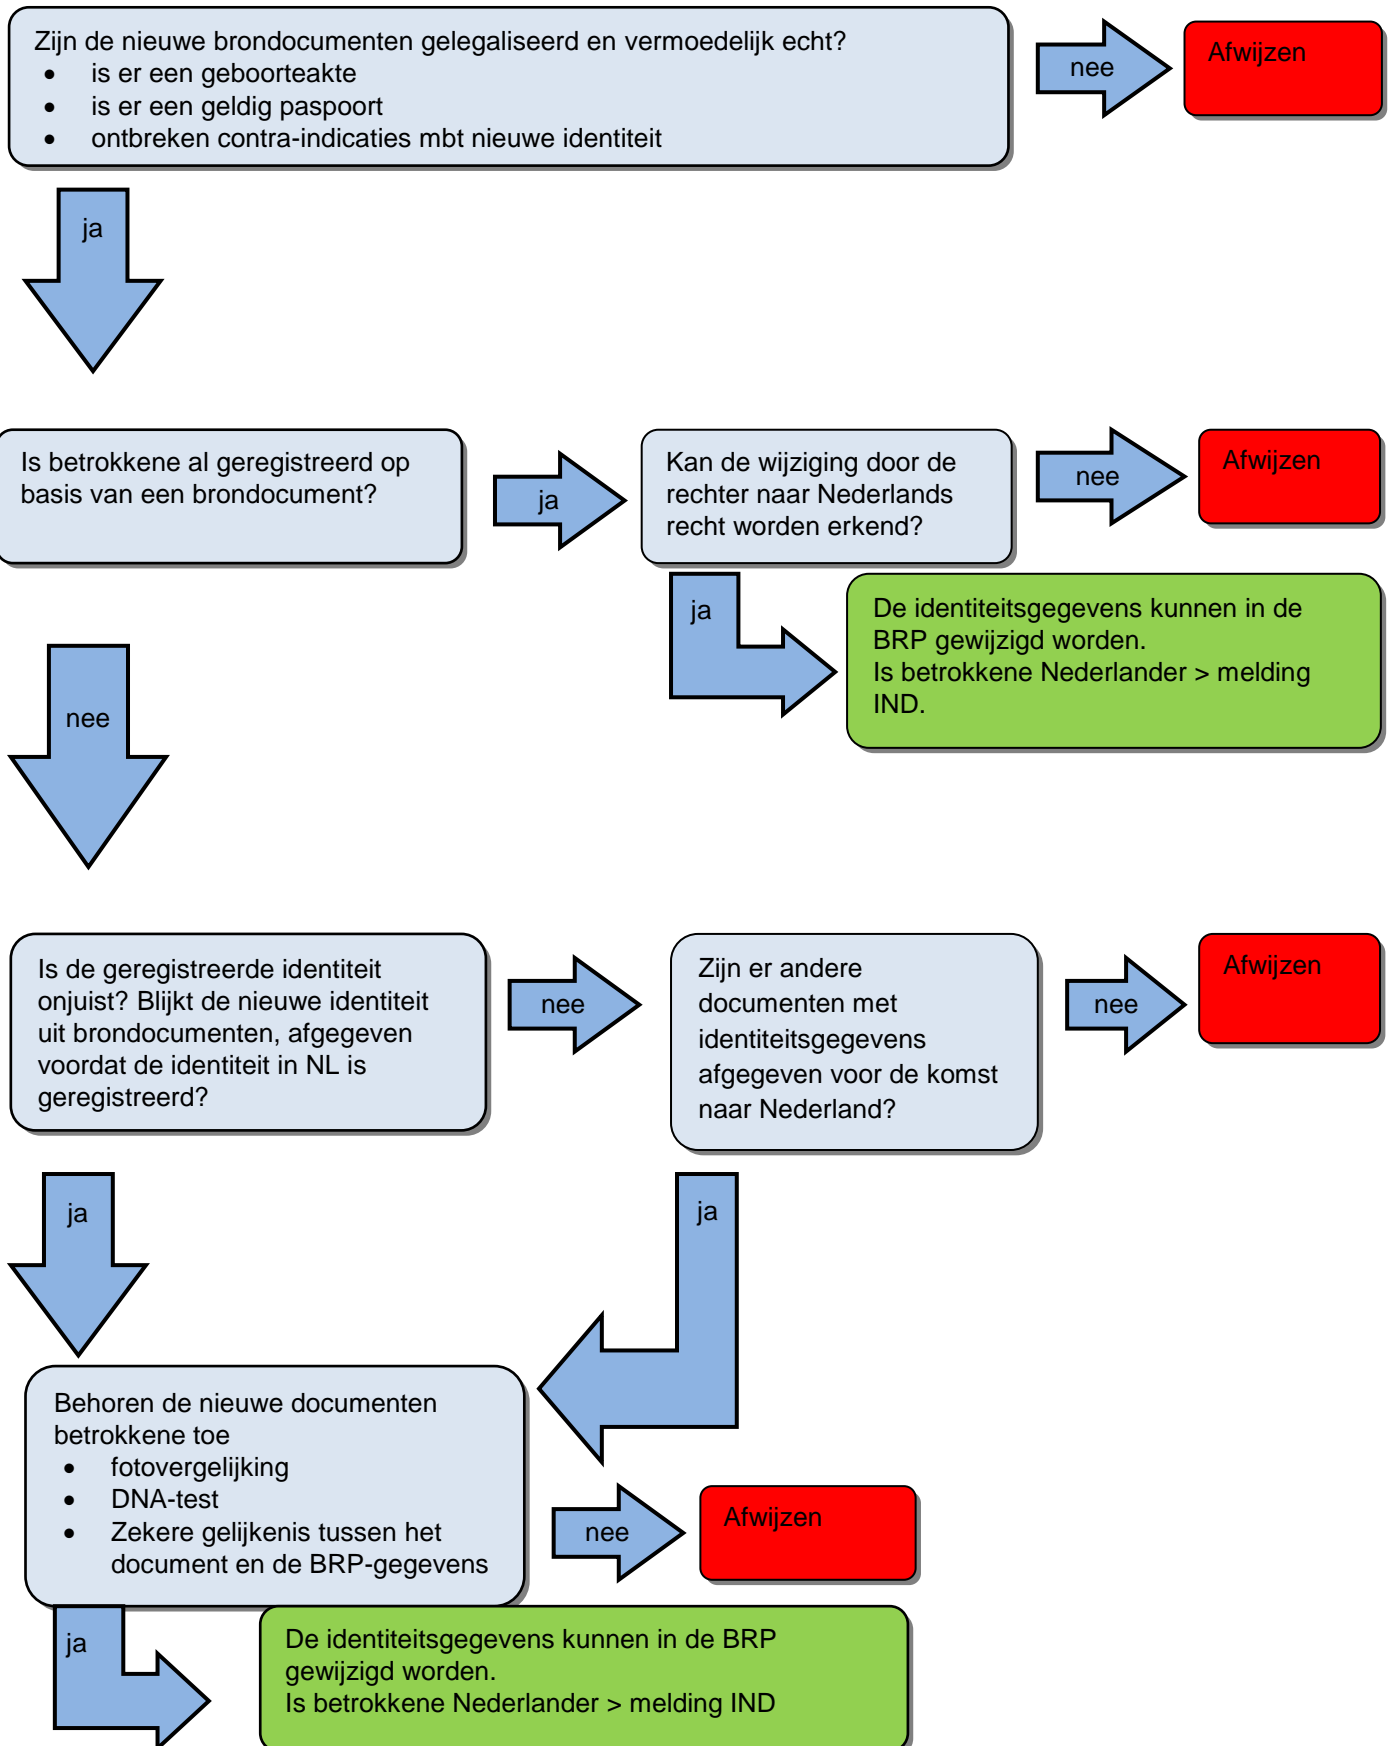 Zijn de nieuwe brondocumenten gelegaliseerd en vermoedelijk echt?
• is er een geboorteakte
• is er een geldig paspoort
• ontbreken contra-indicaties mbt nieuwe identiteit
nee
Afwijzen
ja
Is betrokkene al geregistreerd op
basis van een brondocument?
ja
Kan de wijziging door de
rechter naar Nederlands
recht worden erkend?
nee
Afwijzen
ja
De identiteitsgegevens kunnen in de
BRP gewijzigd worden.
Is betrokkene Nederlander > melding
IND.
nee
Is de geregistreerde identiteit
onjuist? Blijkt de nieuwe identiteit
uit brondocumenten, afgegeven
voordat de identiteit in NL is
geregistreerd?
nee
Zijn er andere
documenten met
identiteitsgegevens
afgegeven voor de komst
naar Nederland?
nee
Afwijzen
ja
ja
Behoren de nieuwe documenten
betrokkene toe
• fotovergelijking
• DNA-test
• Zekere gelijkenis tussen het
document en de BRP-gegevens
nee
Afwijzen
ja
De identiteitsgegevens kunnen in de BRP
gewijzigd worden.
Is betrokkene Nederlander > melding IND